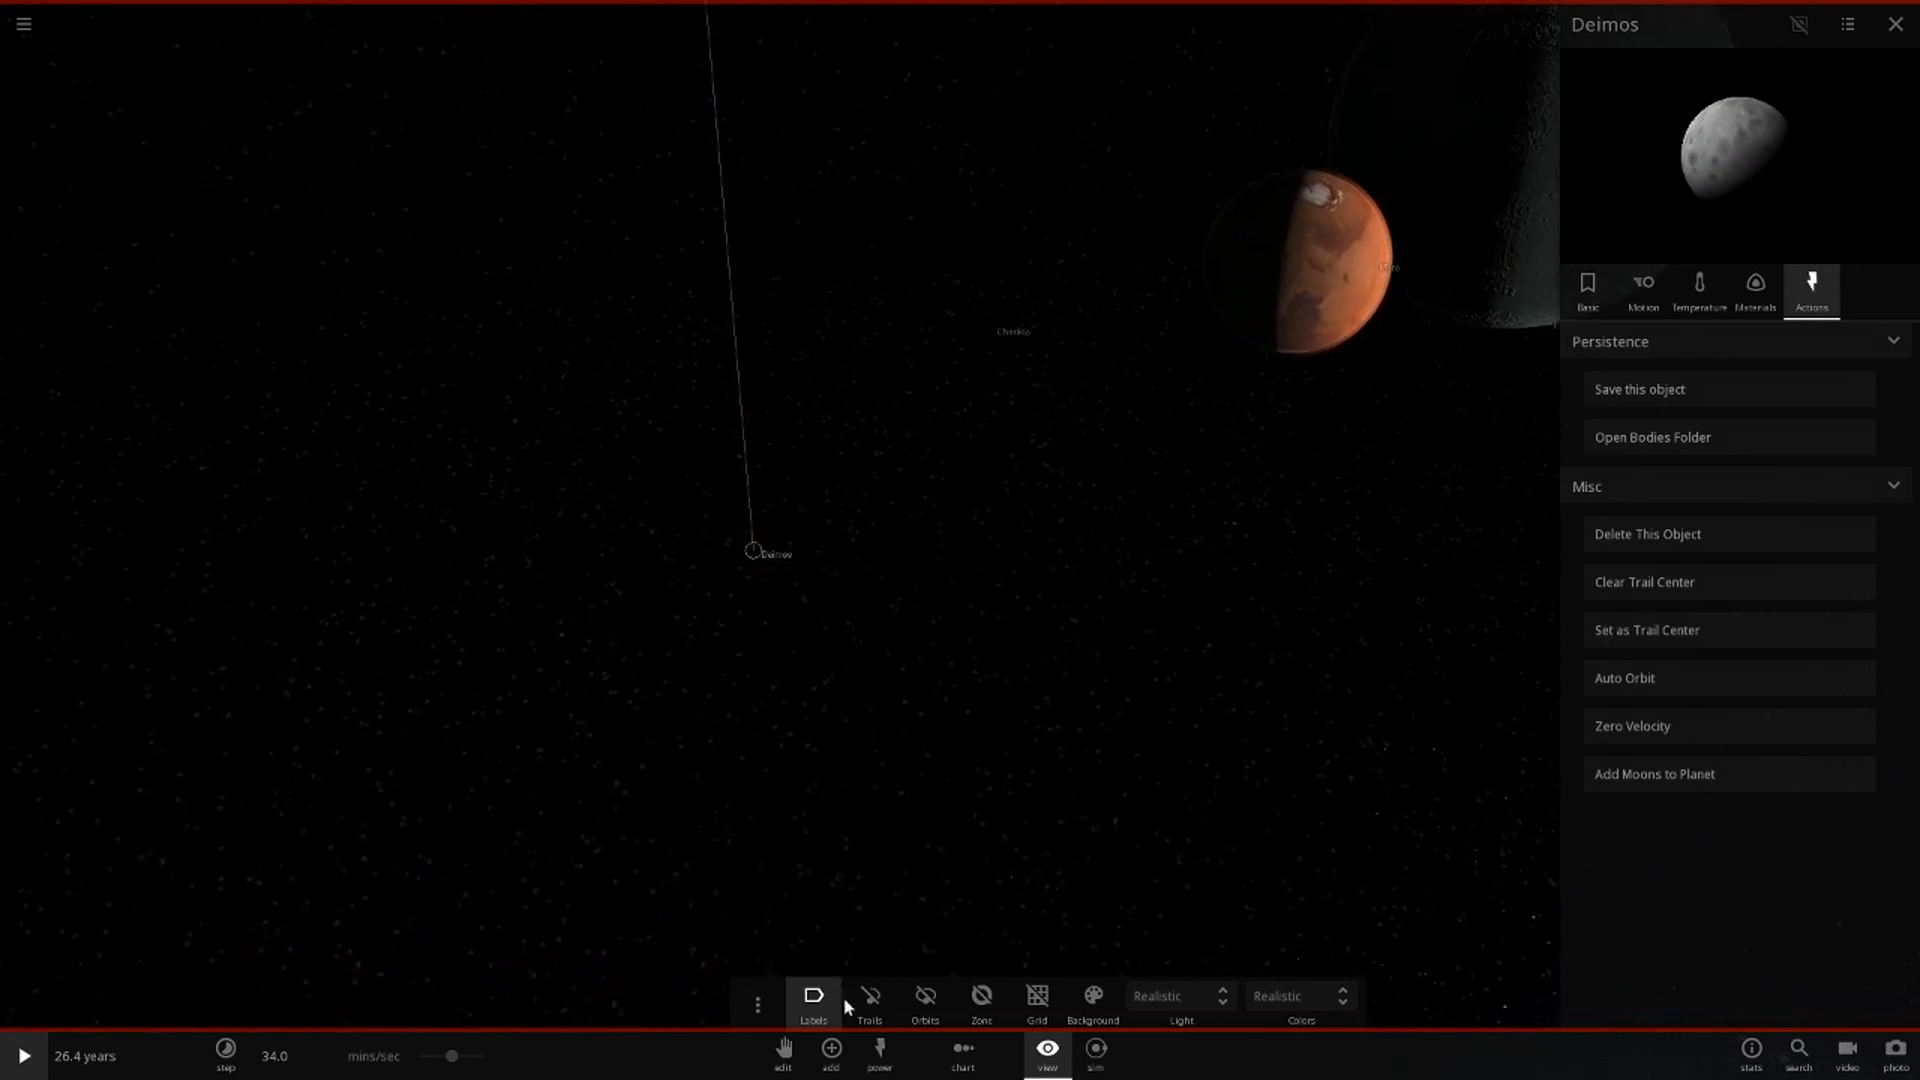 Deimos
Basic
Motion
Temperature
Materials
Actions
Persistence
Save this object
Open Bodies Folder
Misc
Delete This Object
Clear Trail Center
Set as Trail Center
Auto Orbit
Zero Velocity
Add Moons to Planet
Deimos
Labels
Trails
Orbits
Zone
Grid
Background
Realistic
Light
Realistic
Colors
26.4 years
step
34.0
mins/sec
edit
add
power
chart
view
sim
stats
search
video
photo